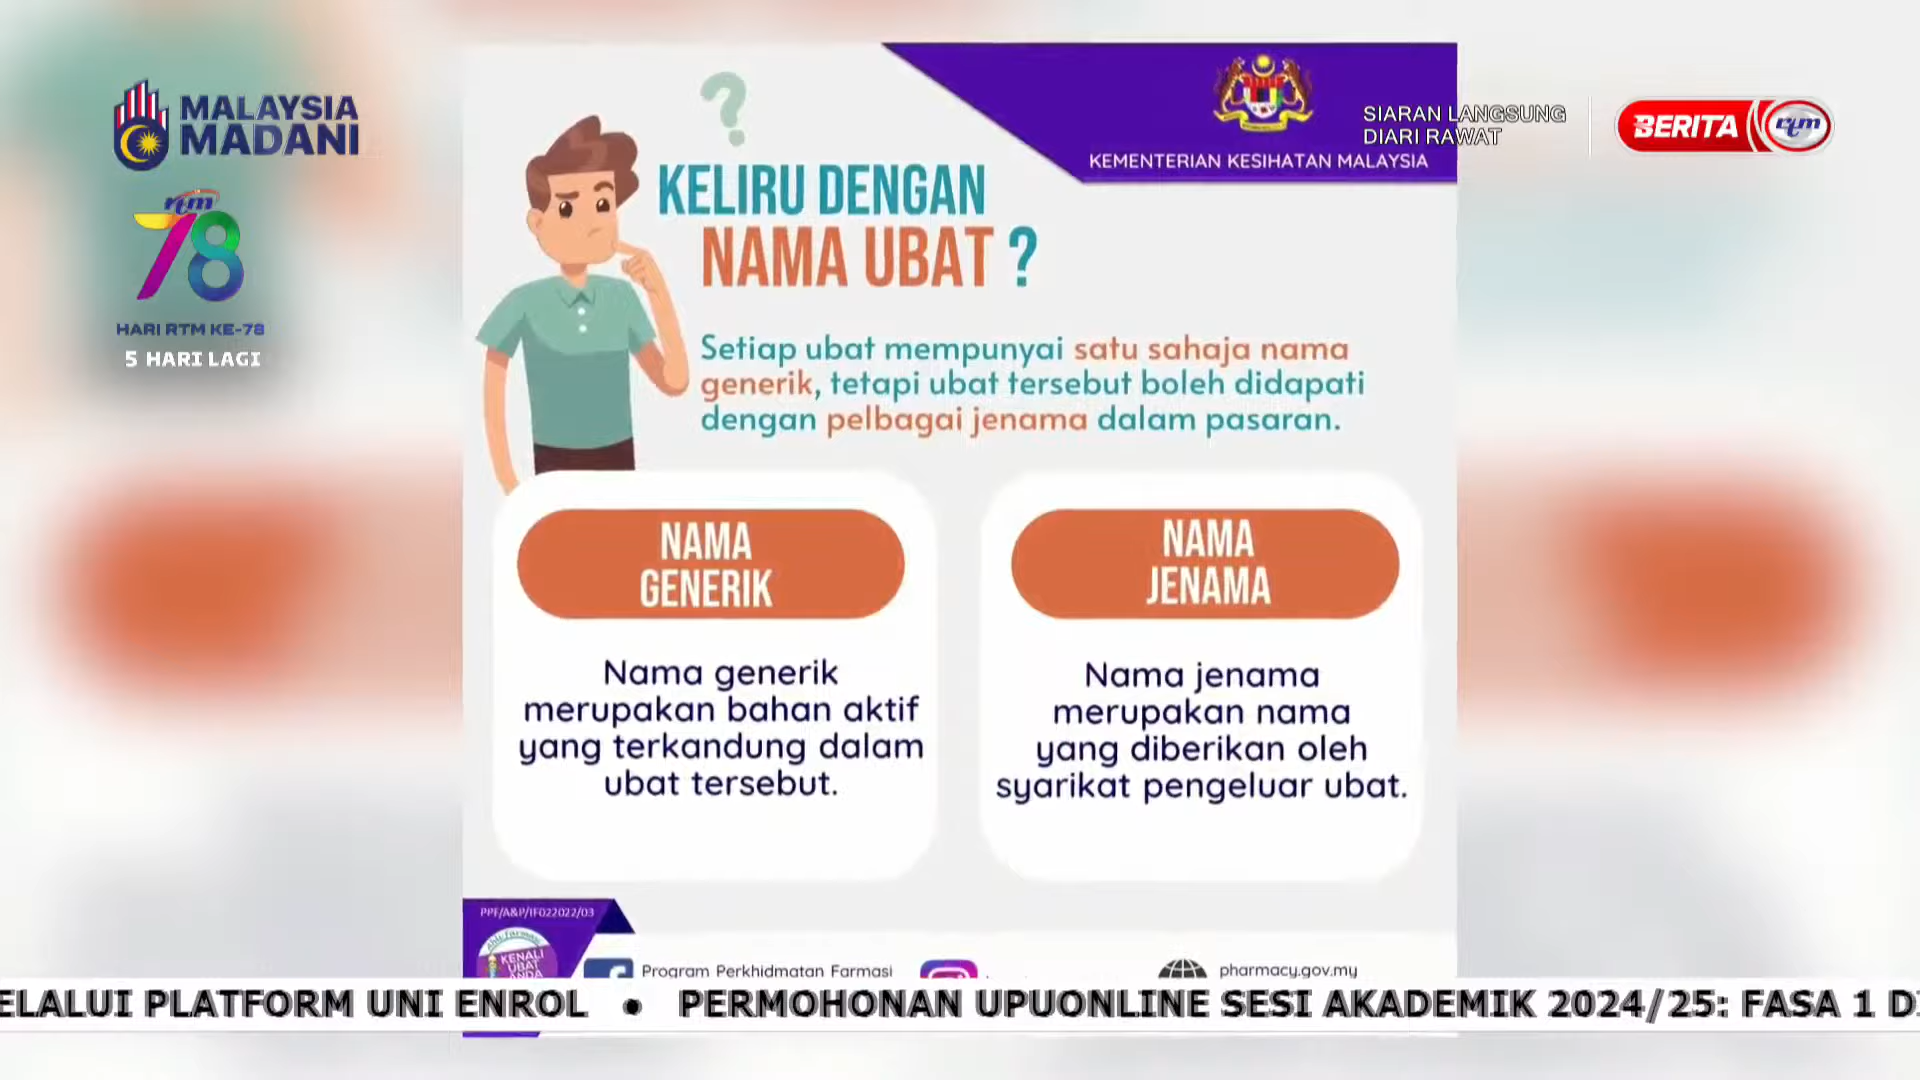 MALAYSIA
MADANI
rtm
78
HARI RTM KE-78
5 HARI LAGI
SIARAN LANGSUNG
DIARI RAWAT
BERITA rtm
KEMENTERIAN KESIHATAN MALAYSIA
?
KELIRU DENGAN
NAMA UBAT ?
Setiap ubat mempunyai satu sahaja nama
generik, tetapi ubat tersebut boleh didapati
dengan pelbagai jenama dalam pasaran.
NAMA
GENERIK
Nama generik
merupakan bahan aktif
yang terkandung dalam
ubat tersebut.
NAMA
JENAMA
Nama jenama
merupakan nama
yang diberikan oleh
syarikat pengeluar ubat.
PPF/A&P/IF022022/03
KENALI
UBAT
ANDA
Program Perkhidmatan Farmasi
pharmacy.gov.my
ELALUI PLATFORM UNI ENROL • PERMOHONAN UPUONLINE SESI AKADEMIK 2024/25: FASA 1 D